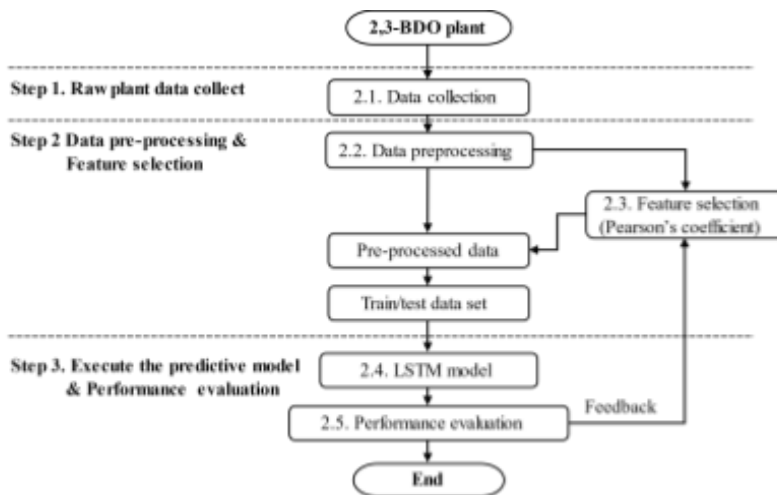 2,3-BDO plant
Step 1. Raw plant data collect
2.1. Data collection
Step 2 Data pre-processing &
Feature selection
2.2. Data preprocessing
2.3. Feature selection
(Pearson's coefficient)
Pre-processed data
Train/test data set
Step 3. Execute the predictive model
& Performance evaluation
2.4. LSTM model
2.5. Performance evaluation
Feedback
End